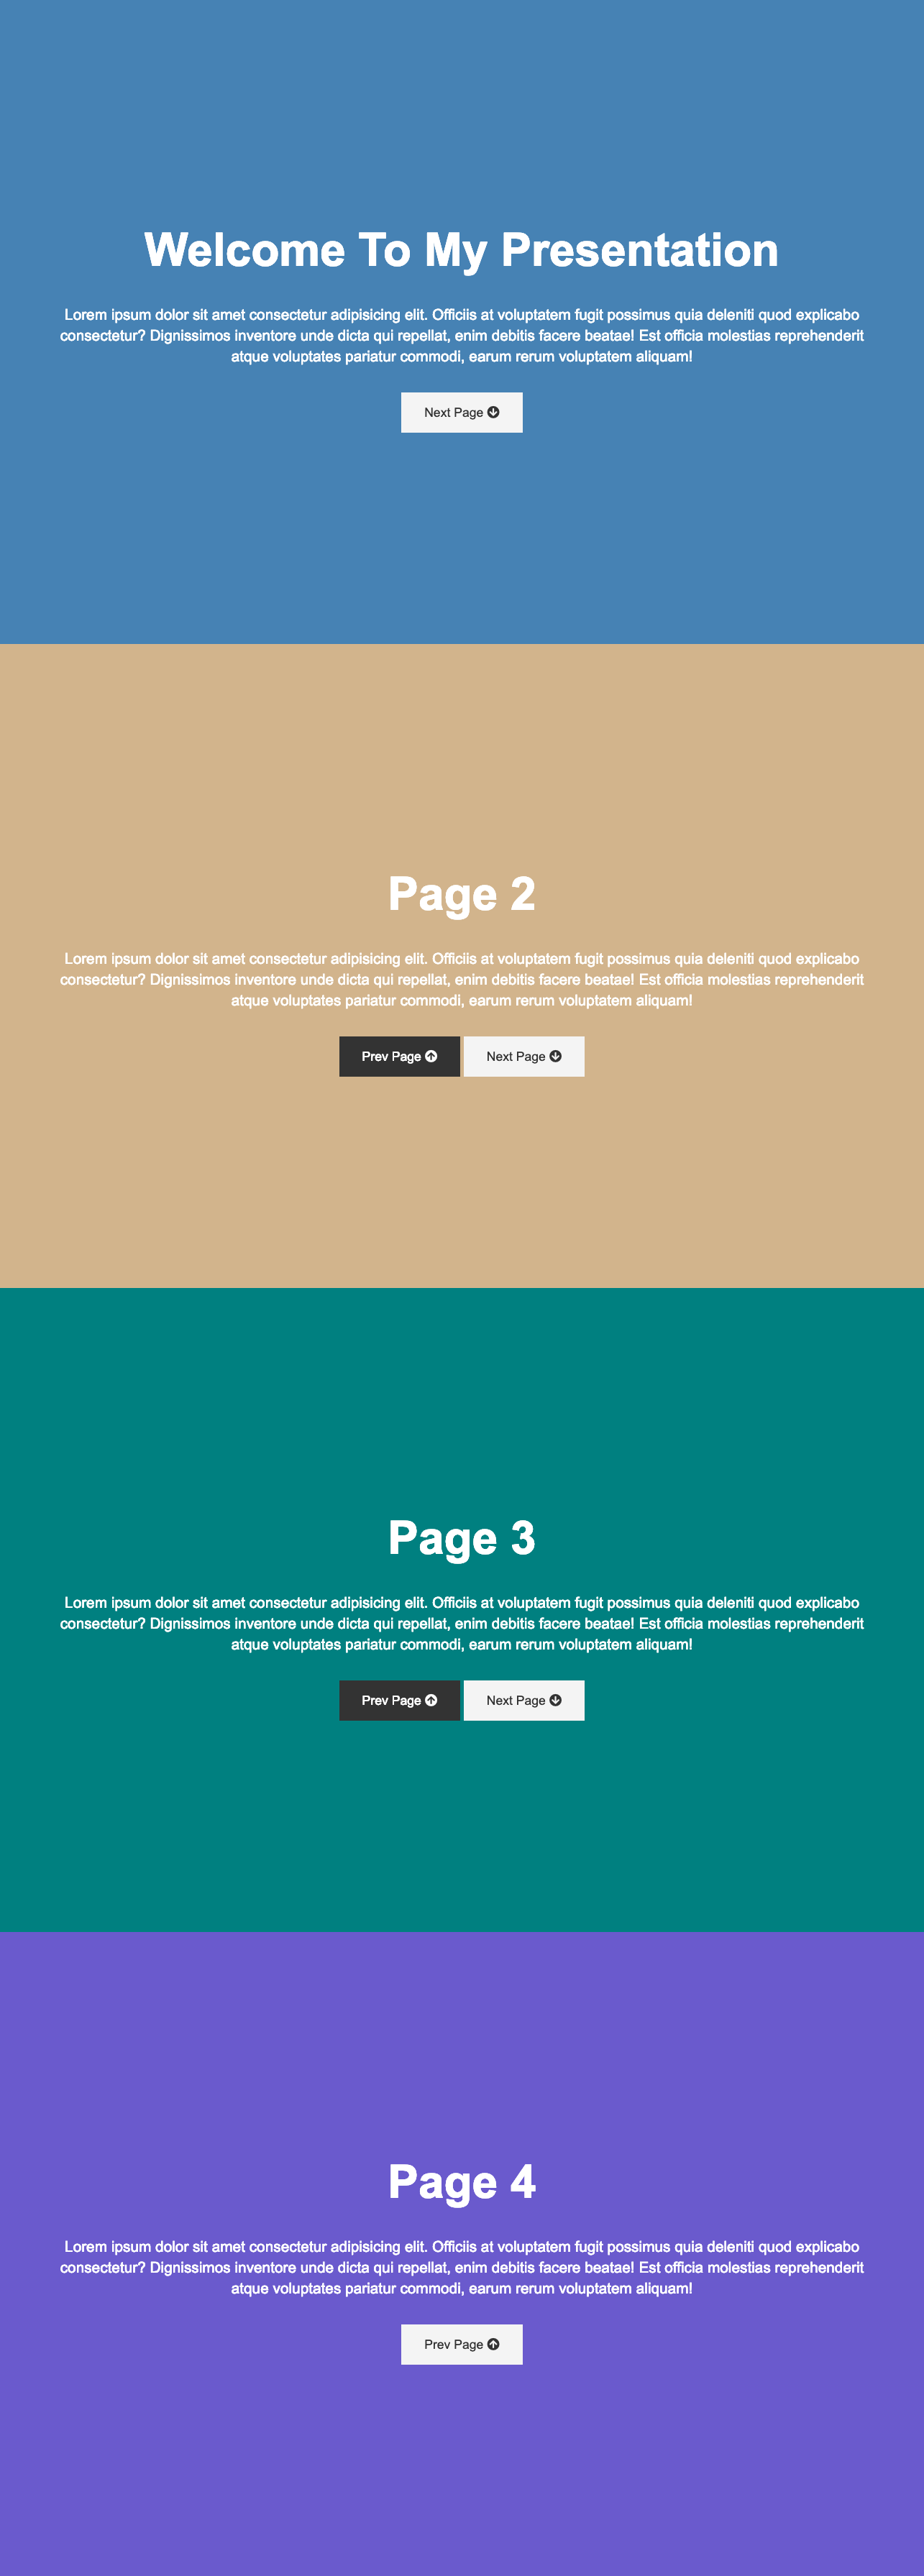 Welcome To My Presentation
Lorem ipsum dolor sit amet consectetur adipisicing elit. Officiis at voluptatem fugit possimus quia deleniti quod explicabo
consectetur? Dignissimos inventore unde dicta qui repellat, enim debitis facere beatae! Est officia molestias reprehenderit
atque voluptates pariatur commodi, earum rerum voluptatem aliquam!
Next Page
Page 2
Lorem ipsum dolor sit amet consectetur adipisicing elit. Officiis at voluptatem fugit possimus quia deleniti quod explicabo
consectetur? Dignissimos inventore unde dicta qui repellat, enim debitis facere beatae! Est officia molestias reprehenderit
atque voluptates pariatur commodi, earum rerum voluptatem aliquam!
Prev Page Next Page
Page 3
Lorem ipsum dolor sit amet consectetur adipisicing elit. Officiis at voluptatem fugit possimus quia deleniti quod explicabo
consectetur? Dignissimos inventore unde dicta qui repellat, enim debitis facere beatae! Est officia molestias reprehenderit
atque voluptates pariatur commodi, earum rerum voluptatem aliquam!
Prev Page Next Page
Page 4
Lorem ipsum dolor sit amet consectetur adipisicing elit. Officiis at voluptatem fugit possimus quia deleniti quod explicabo
consectetur? Dignissimos inventore unde dicta qui repellat, enim debitis facere beatae! Est officia molestias reprehenderit
atque voluptates pariatur commodi, earum rerum voluptatem aliquam!
Prev Page